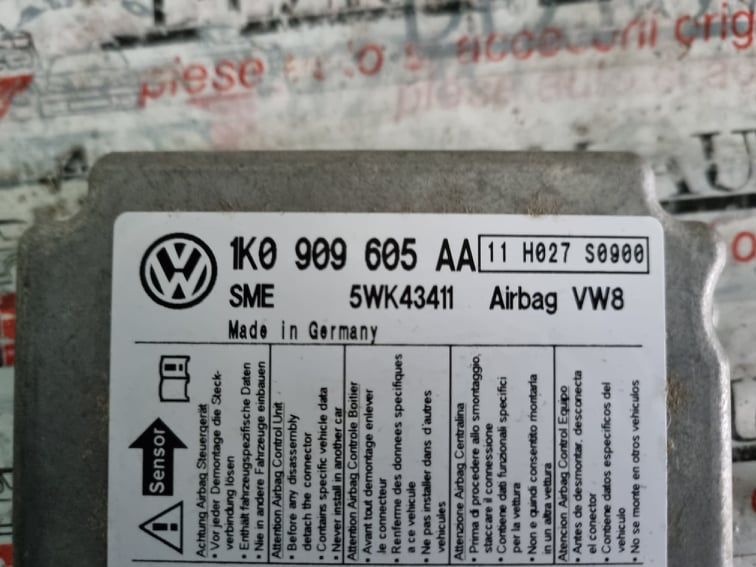 piese auto si accesorii orig
piese auto
1K0 909 605 AA 11 H027 S0900
SME 5WK43411 Airbag VW8
Made in Germany
Sensor
Achtung Airbag Steuergerät
• Vor jeder Demontage die Steck-
verbindung lösen
• Enthält fahrzeugspezifische Daten
• Nie in andere Fahrzeuge einbauen
Attention Airbag Control Unit
• Before any disassembly
detach the connector
• Contains specific vehicle data
• Never install in another car
Attention Airbag Controle Boitier
• Avant tout demontage enlever
le connecteur
• Renferme des donnees specifiques
a ce vehicule
• Ne pas installer dans d'autres
vehicules
Attenzione Airbag Centralina
• Prima di procedere allo smontaggio,
staccare il connessione
• Contiene dati funzionali specifici
per la vettura
• Non e quindi consentito montarla
in un altra vettura
Atencion Airbag Control Equipo
• Antes de desmontar, desconecta
el conector
• Contiene datos especificos del
vehiculo
• No se monte en otros vehiculos